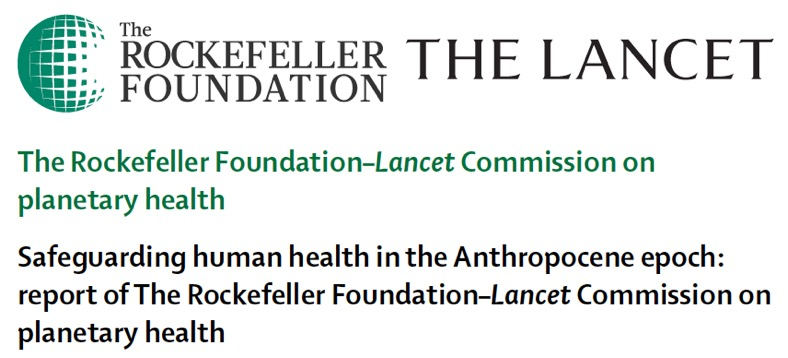 The
ROCKEFELLER
FOUNDATION
THE LANCET
The Rockefeller Foundation–Lancet Commission on
planetary health
Safeguarding human health in the Anthropocene epoch:
report of The Rockefeller Foundation–Lancet Commission on
planetary health